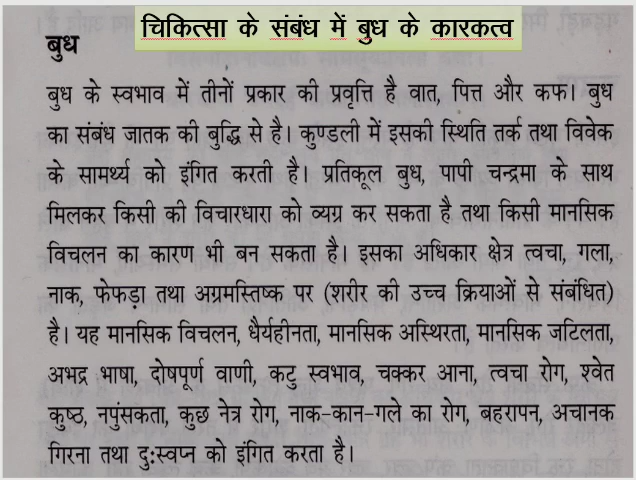 चिकित्सा के संबंध में बुध के कारकत्व
बुध
बुध के स्वभाव में तीनों प्रकार की प्रवृत्ति है वात, पित्त और कफ। बुध
का संबंध जातक की बुद्धि से है। कुण्डली में इसकी स्थिति तर्क तथा विवेक
के सामर्थ्य को इंगित करती है। प्रतिकूल बुध, पापी चन्द्रमा के साथ
मिलकर किसी की विचारधारा को व्यग्र कर सकता है तथा किसी मानसिक
विचलन का कारण भी बन सकता है। इसका अधिकार क्षेत्र त्वचा, गला,
नाक, फेफड़ा तथा अग्रमस्तिष्क पर (शरीर की उच्च क्रियाओं से संबंधित)
है। यह मानसिक विचलन, धैर्यहीनता, मानसिक अस्थिरता, मानसिक जटिलता,
अभद्र भाषा, दोषपूर्ण वाणी, कटु स्वभाव, चक्कर आना, त्वचा रोग, श्वेत
कुष्ठ नपुंसकता, कुछ नेत्र रोग, नाक-कान-गले का रोग, बहरापन, अचानक
गिरना तथा दु:स्वप्न को इंगित करता है।